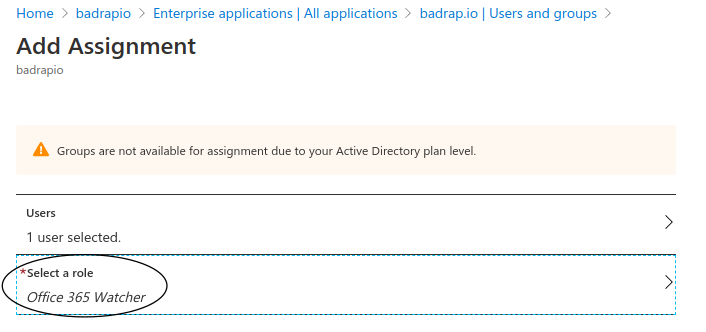 Home > badrapio > Enterprise applications | All applications > badrap.io | Users and groups >
Add Assignment
badrapio
Groups are not available for assignment due to your Active Directory plan level.
Users
1 user selected.
*Select a role
Office 365 Watcher